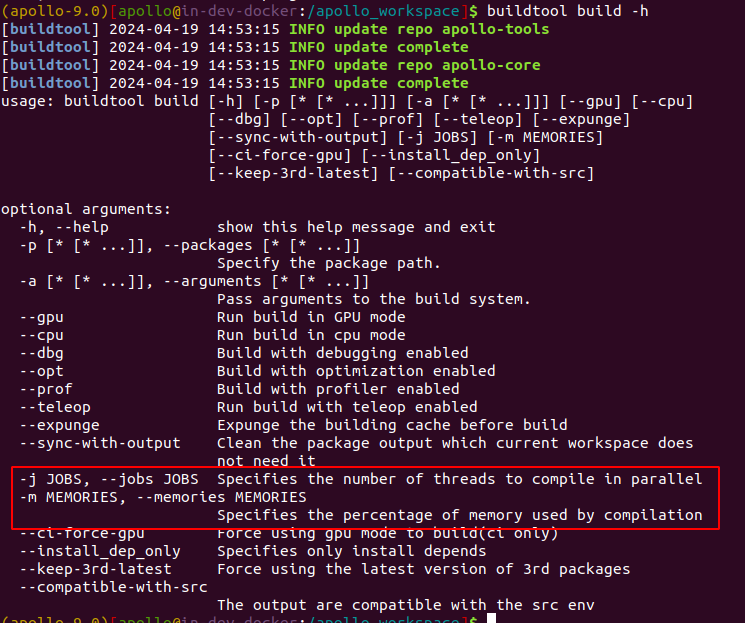 (apollo-9.0)[apollo@in-dev-docker:/apollo_workspace]$ buildtool build -h
[buildtool] 2024-04-19 14:53:15 INFO update repo apollo-tools
[buildtool] 2024-04-19 14:53:15 INFO update complete
[buildtool] 2024-04-19 14:53:15 INFO update repo apollo-core
[buildtool] 2024-04-19 14:53:15 INFO update complete
usage: buildtool build [-h] [-p [* [* ...]]] [-a [* [* ...]]] [--gpu] [--cpu]
[--dbg] [--opt] [--prof] [--teleop] [--expunge]
[--sync-with-output] [-j JOBS] [-m MEMORIES]
[--ci-force-gpu] [--install_dep_only]
[--keep-3rd-latest] [--compatible-with-src]
optional arguments:
-h, --help show this help message and exit
-p [* [* ...]], --packages [* [* ...]]
Specify the package path.
-a [* [* ...]], --arguments [* [* ...]]
Pass arguments to the build system.
--gpu Run build in GPU mode
--cpu Run build in cpu mode
--dbg Build with debugging enabled
--opt Build with optimization enabled
--prof Build with profiler enabled
--teleop Run build with teleop enabled
--expunge Expunge the building cache before build
--sync-with-output Clean the package output which current workspace does
not need it
-j JOBS, --jobs JOBS Specifies the number of threads to compile in parallel
-m MEMORIES, --memories MEMORIES
Specifies the percentage of memory used by compilation
--ci-force-gpu Force using gpu mode to build(ci only)
--install_dep_only Specifies only install depends
--keep-3rd-latest Force using the latest version of 3rd packages
--compatible-with-src
The output are compatible with the src env
(apollo-9.0)[apollo@in-dev-docker:/apollo_workspace]$